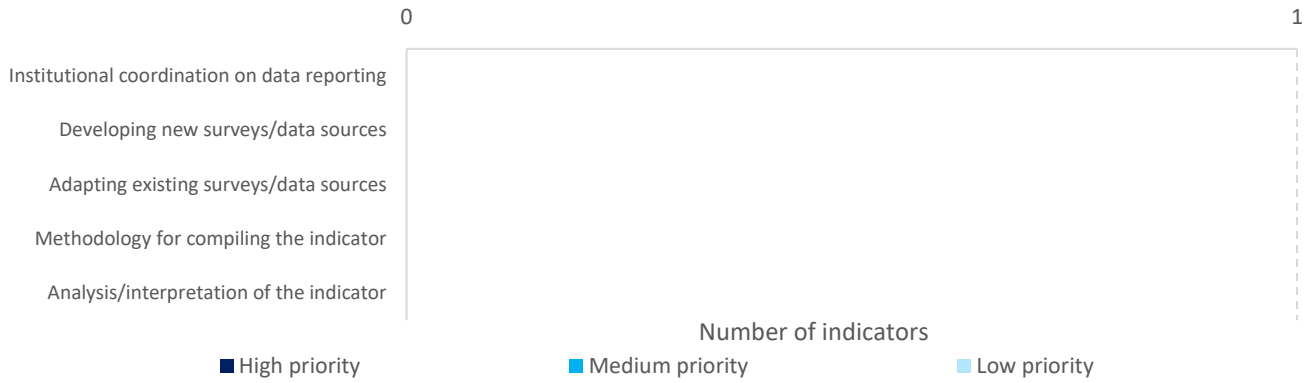 0 1
Institutional coordination on data reporting
Developing new surveys/data sources
Adapting existing surveys/data sources
Methodology for compiling the indicator
Analysis/interpretation of the indicator
Number of indicators
High priority Medium priority Low priority